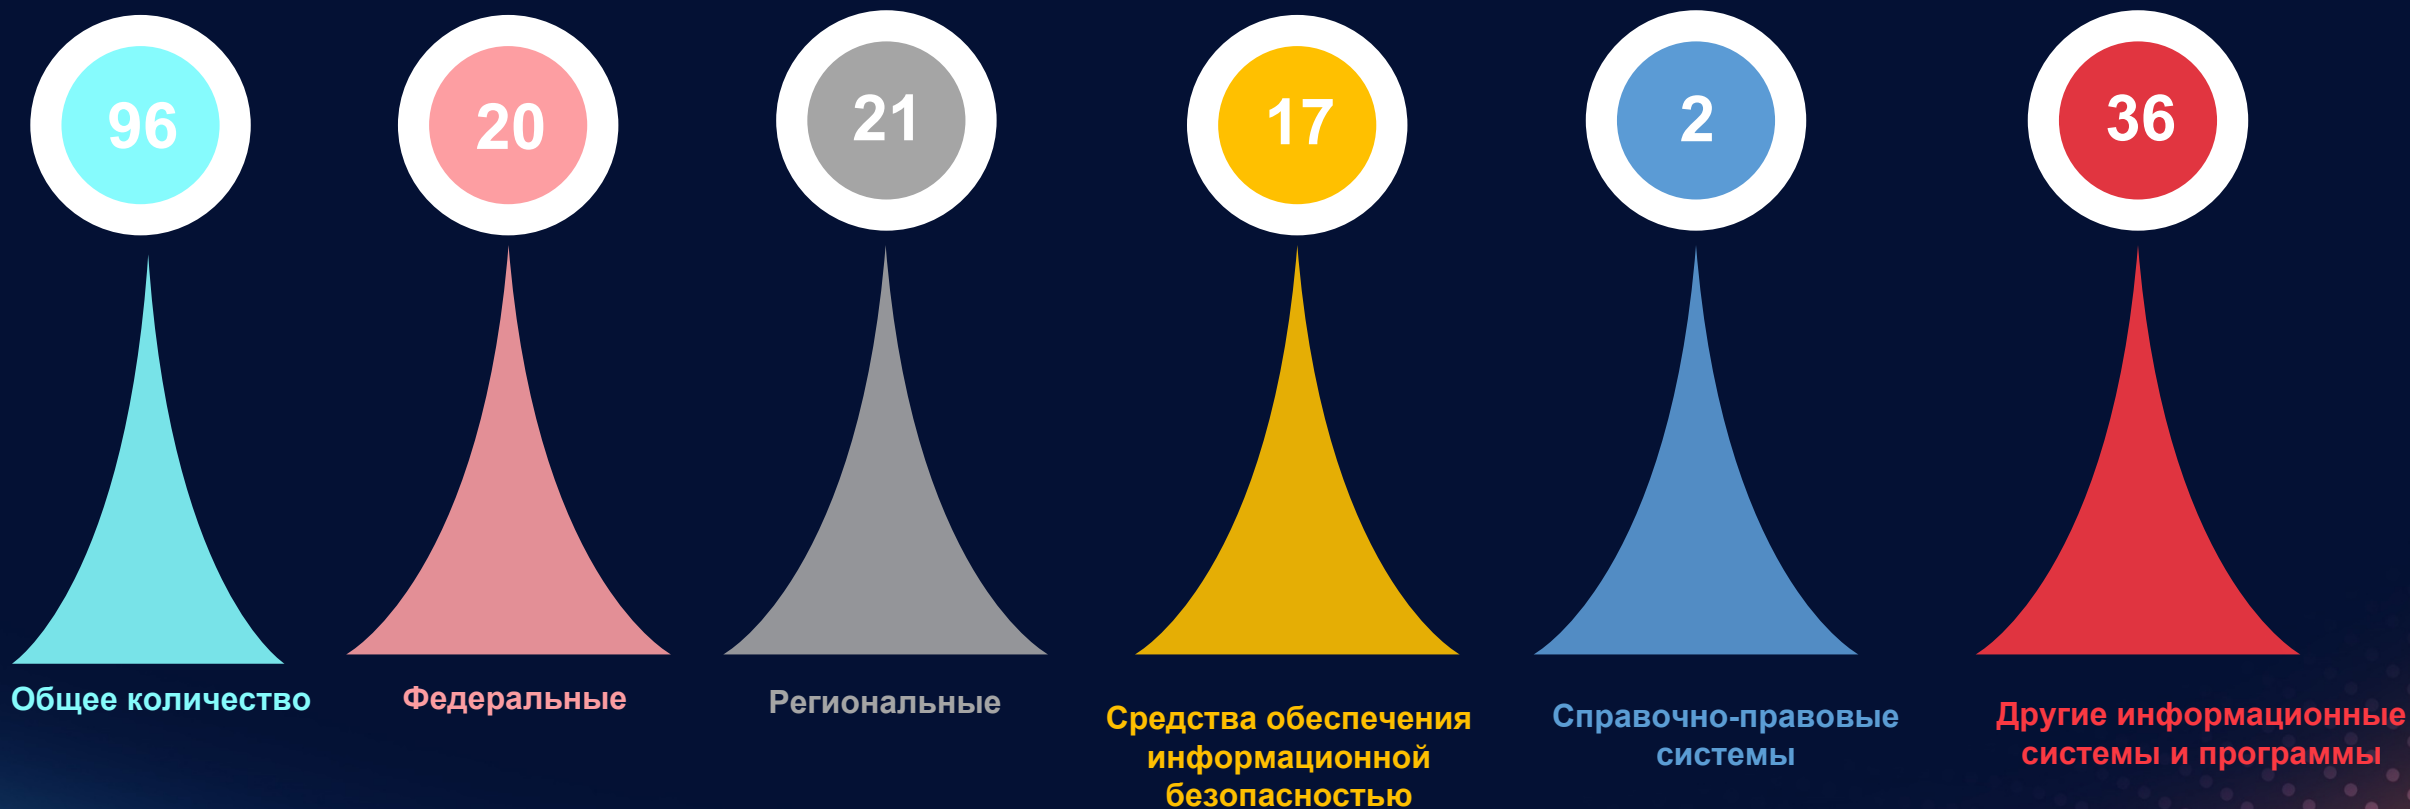 96
20
21
17
2
36
Общее количество
Федеральные
Региональные
Средства обеспечения
информационной
безопасностью
Справочно-правовые
системы
Другие информационные
системы и программы